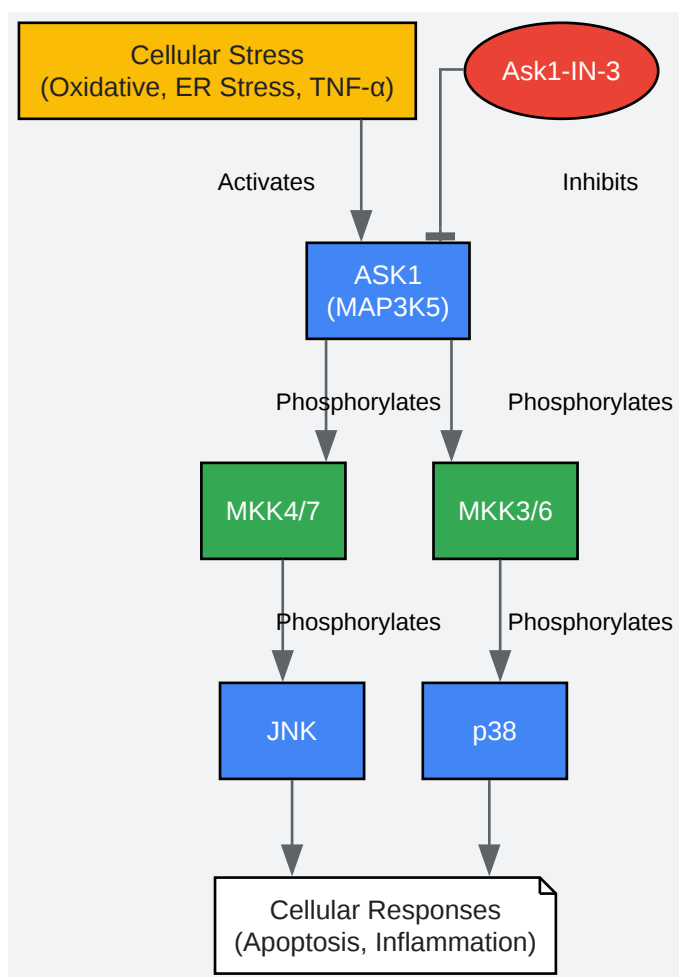 Cellular Stress
(Oxidative, ER Stress, TNF-α)
Ask1-IN-3
Activates
Inhibits
ASK1
(MAP3K5)
Phosphorylates
Phosphorylates
MKK4/7
MKK3/6
Phosphorylates
Phosphorylates
JNK
p38
Cellular Responses
(Apoptosis, Inflammation)